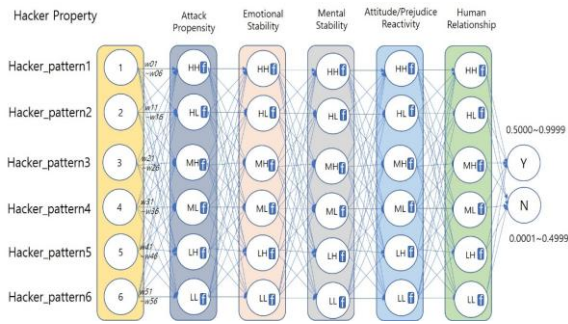 Hacker Property
Attack
Propensity
Emotional
Stability
Mental
Stability
Attitude/Prejudice
Reactivity
Human
Relationship
Hacker_pattern1
1
w01
~w06
HH f
HH f
HH f
HH f
HH f
Hacker_pattern2
2
w11
~w16
HL f
HL f
HL f
HL f
HL f
0.5000~0.9999
Hacker_pattern3
3
w21
~w26
MH f
MH f
MH f
MH f
MH f
Y
Hacker_pattern4
4
w31
~w36
ML f
ML f
ML f
ML f
ML f
N
0.0001~0.4999
Hacker_pattern5
5
w41
~w46
LH f
LH f
LH f
LH f
LH f
Hacker_pattern6
6
w51
~w56
LL f
LL f
LL f
LL f
LL f